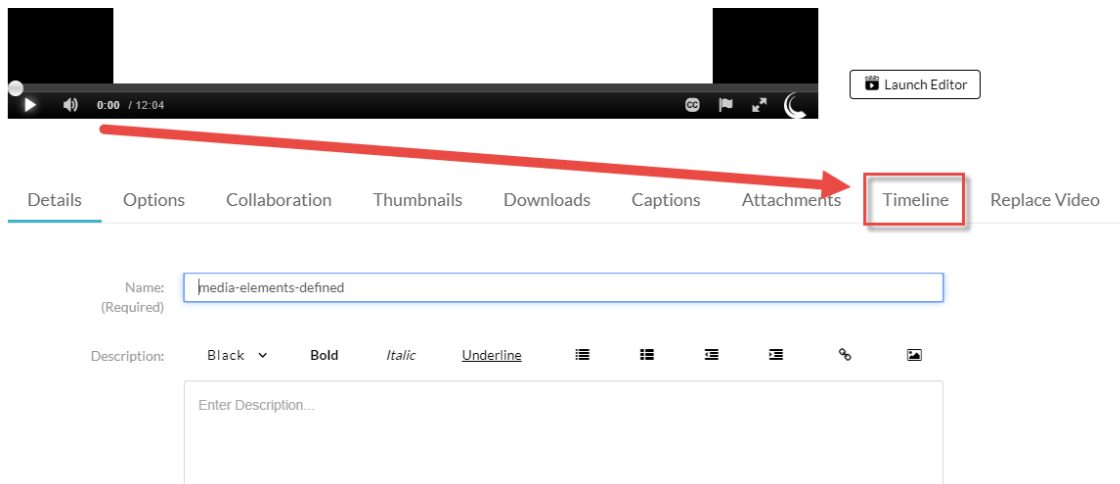 0:00 / 12:04
CC
Launch Editor
Details Options Collaboration Thumbnails Downloads Captions Attachments Timeline Replace Video
Name: media-elements-defined
(Required)
Description: Black Bold Italic Underline
Enter Description...